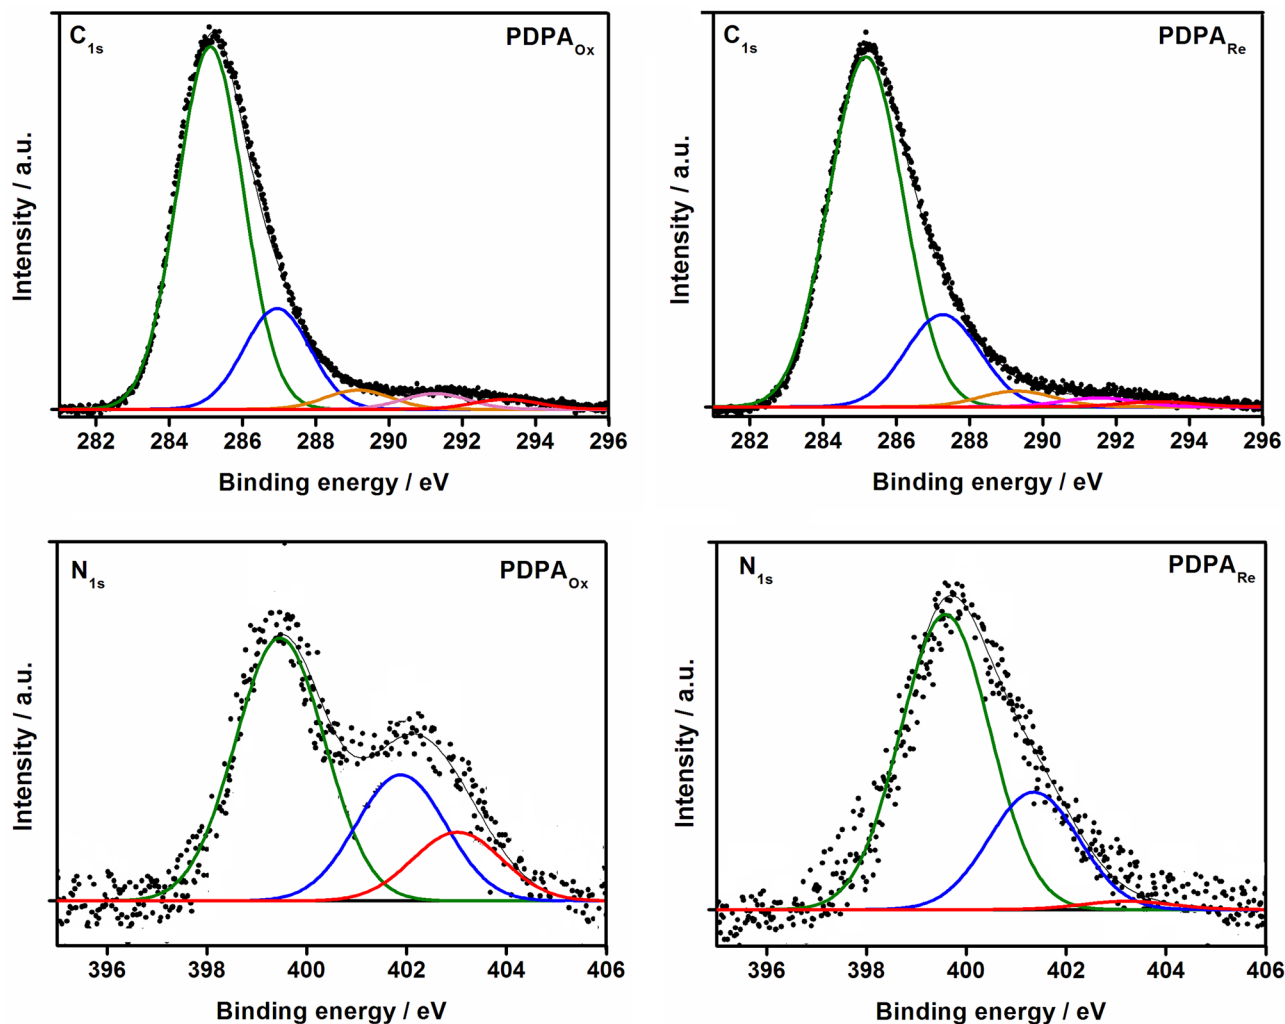 C1s PDPAOx
Intensity / a.u.
282 284 286 288 290 292 294 296
Binding energy / eV
C1s PDPARe
Intensity / a.u.
282 284 286 288 290 292 294 296
Binding energy / eV
N1s PDPAOx
Intensity / a.u.
396 398 400 402 404 406
Binding energy / eV
N1s PDPARe
Intensity / a.u.
396 398 400 402 404 406
Binding energy / eV